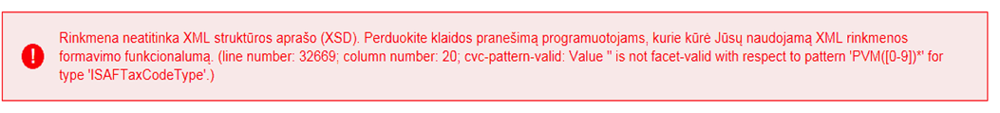 Rinkmena neatitinka XML struktūros aprašo (XSD). Perduokite klaidos pranešimą programuotojams, kurie kūrė Jūsų naudojamą XML rinkmenos
formavimo funkcionalumą. (line number: 32669; column number: 20; cvc-pattern-valid: Value '' is not facet-valid with respect to pattern 'PVM([0-9])*' for
type 'ISAFTaxCodeType'.)